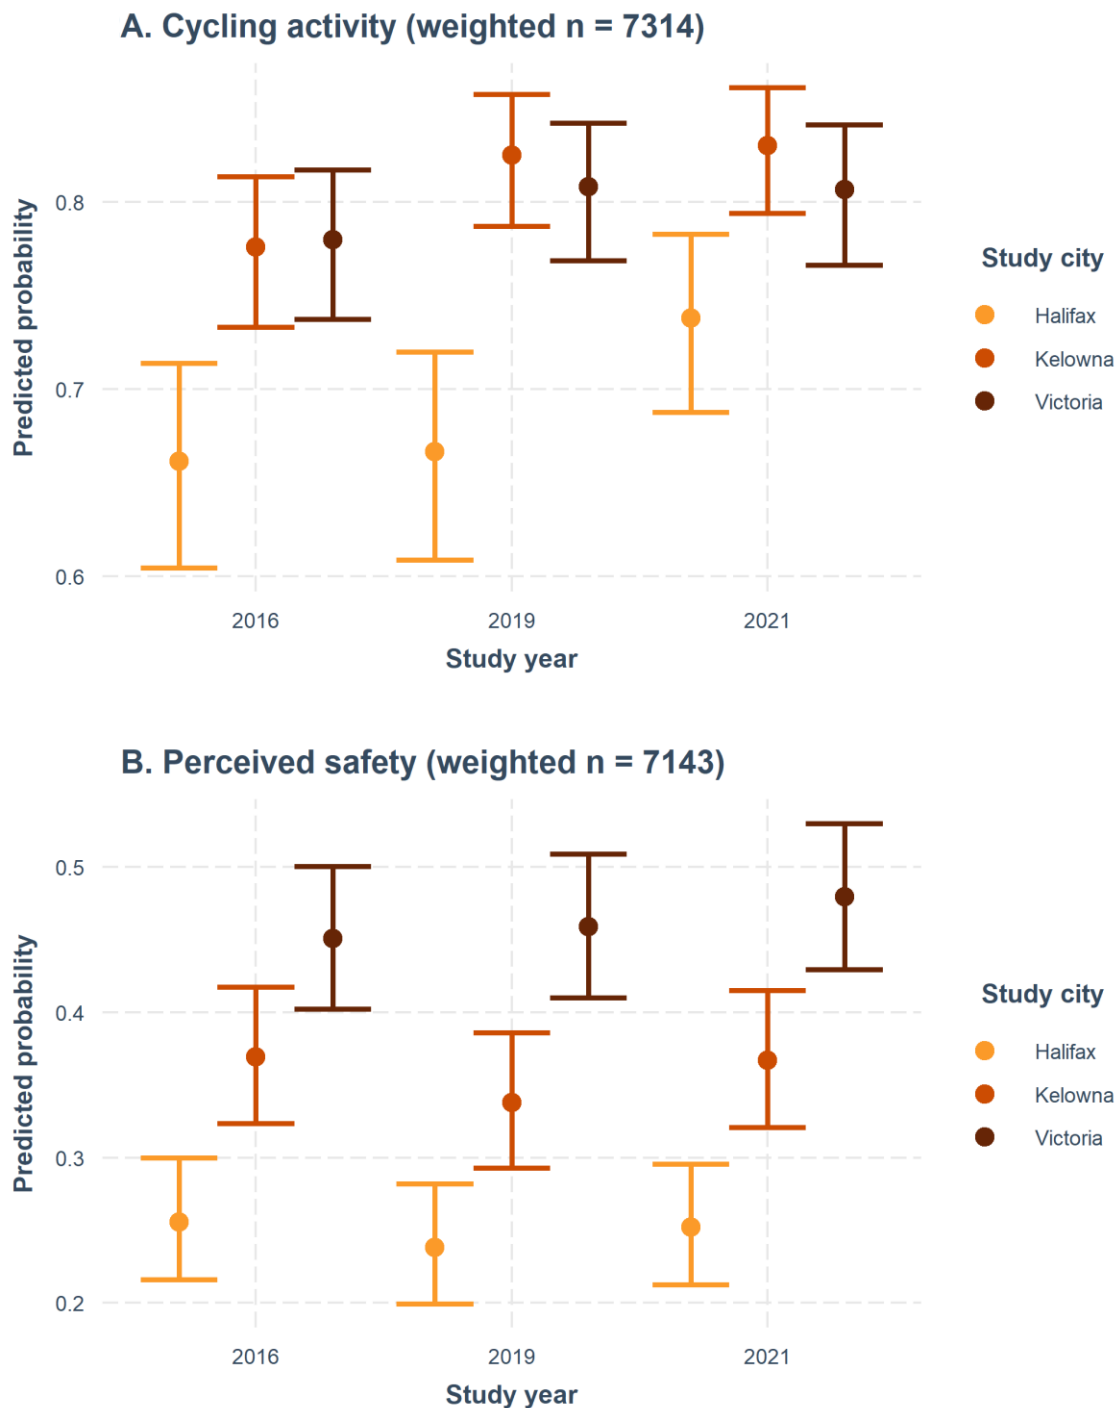 A. Cycling activity (weighted n = 7314)
Predicted probability
0.8
0.7
0.6
2016
2019
2021
Study year
Study city
Halifax
Kelowna
Victoria
B. Perceived safety (weighted n = 7143)
Predicted probability
0.5
0.4
0.3
0.2
2016
2019
2021
Study year
Study city
Halifax
Kelowna
Victoria